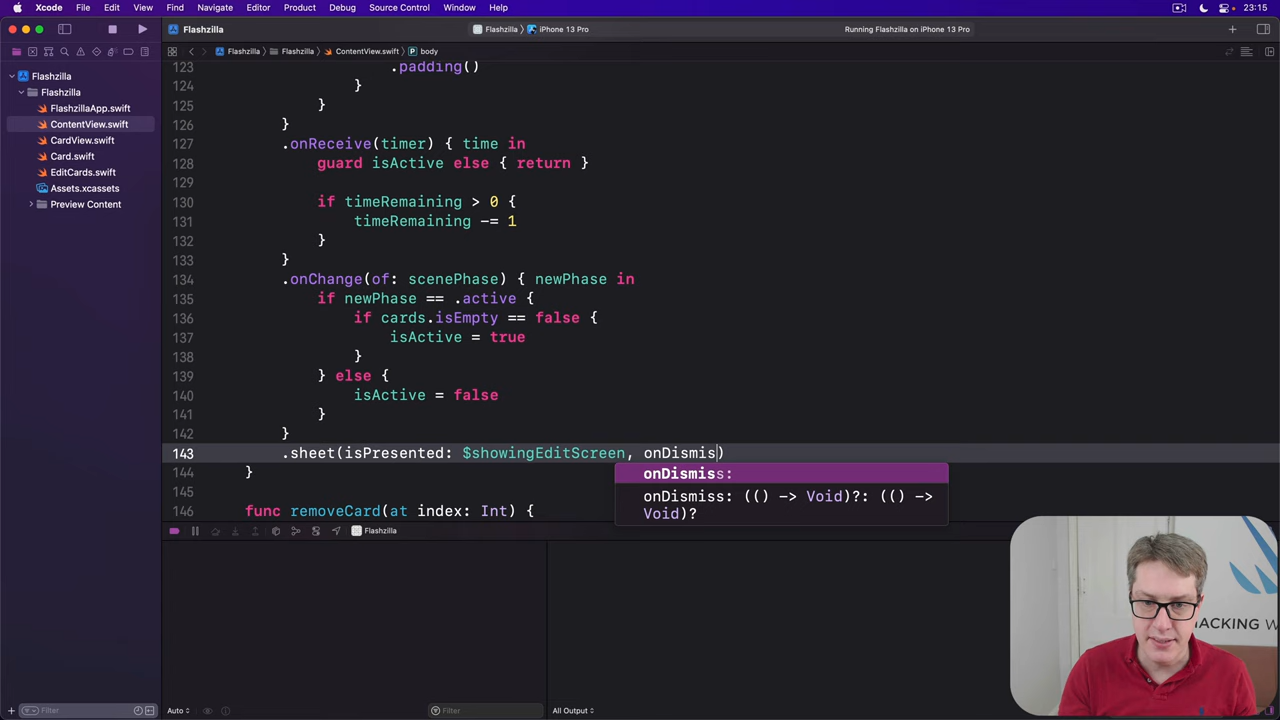 Xcode File Edit View Find Navigate Editor Product Debug Source Control Window Help 23:15
Flashzilla Flashzilla iPhone 13 Pro Running Flashzilla on iPhone 13 Pro
Flashzilla Flashzilla ContentView.swift body
Flashzilla
Flashzilla
FlashzillaApp.swift
ContentView.swift
CardView.swift
Card.swift
EditCards.swift
Assets.xcassets
Preview Content
123 .padding()
124 }
125 }
126 }
127 .onReceive(timer) { time in
128 guard isActive else { return }
129
130 if timeRemaining > 0 {
131 timeRemaining -= 1
132 }
133 }
134 .onChange(of: scenePhase) { newPhase in
135 if newPhase == .active {
136 if cards.isEmpty == false {
137 isActive = true
138 }
139 } else {
140 isActive = false
141 }
142 }
143 .sheet(isPresented: $showingEditScreen, onDismis)
144 }
145
146 func removeCard(at index: Int) {
onDismiss:
onDismiss: (() -> Void)?: (() ->
Void)?
Flashzilla
HACKING W
Filter
Auto
Filter
All Output